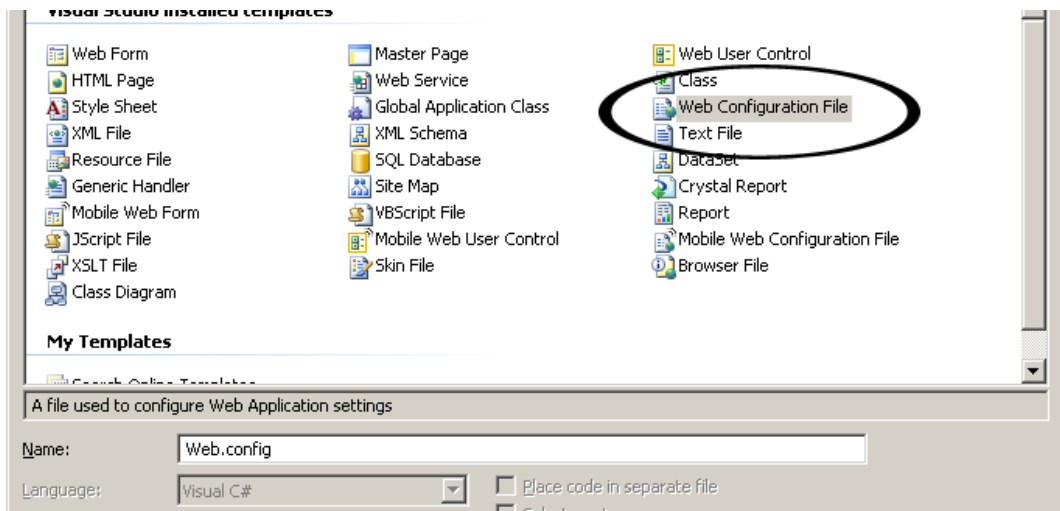 Visual Studio installed templates
Web Form Master Page Web User Control
HTML Page Web Service Class
Style Sheet Global Application Class Web Configuration File
XML File XML Schema Text File
Resource File SQL Database DataSet
Generic Handler Site Map Crystal Report
Mobile Web Form VBScript File Report
JScript File Mobile Web User Control Mobile Web Configuration File
XSLT File Skin File Browser File
Class Diagram
My Templates
Search Online Templates
A file used to configure Web Application settings
Name: Web.config
Language: Visual C# Place code in separate file